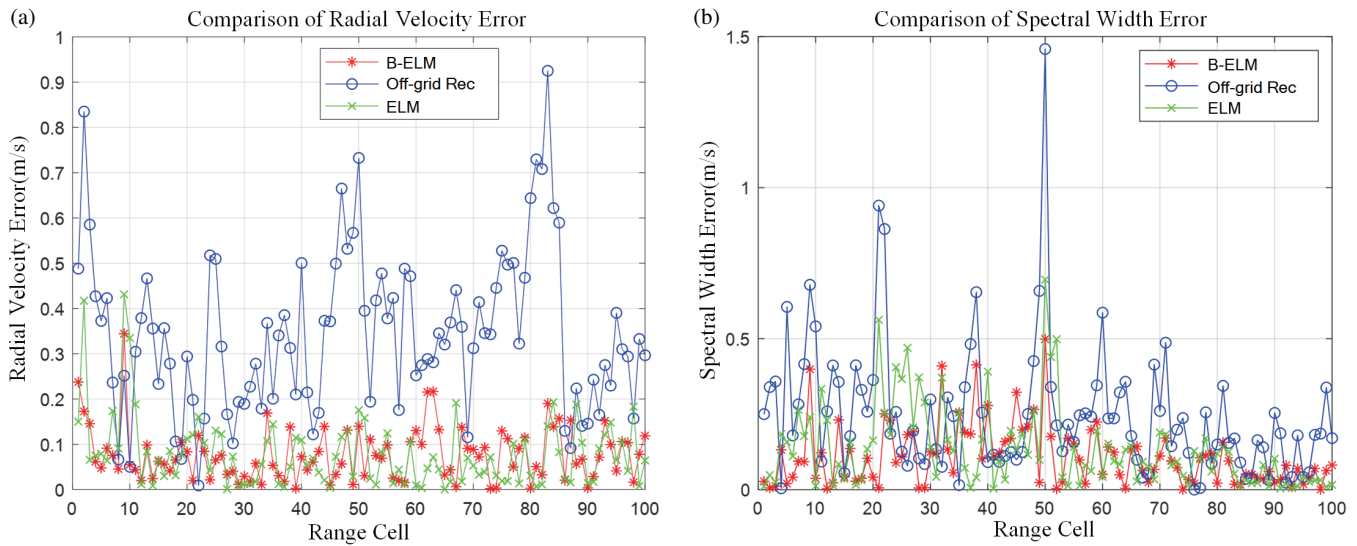 (a)
Comparison of Radial Velocity Error
1
0.9
0.8
0.7
0.6
0.5
0.4
0.3
0.2
0.1
0
Radial Velocity Error(m/s)
B-ELM
Off-grid Rec
ELM
0 10 20 30 40 50 60 70 80 90 100
Range Cell
(b)
Comparison of Spectral Width Error
1.5
1
0.5
0
Spectral Width Error(m/s)
B-ELM
Off-grid Rec
ELM
0 10 20 30 40 50 60 70 80 90 100
Range Cell